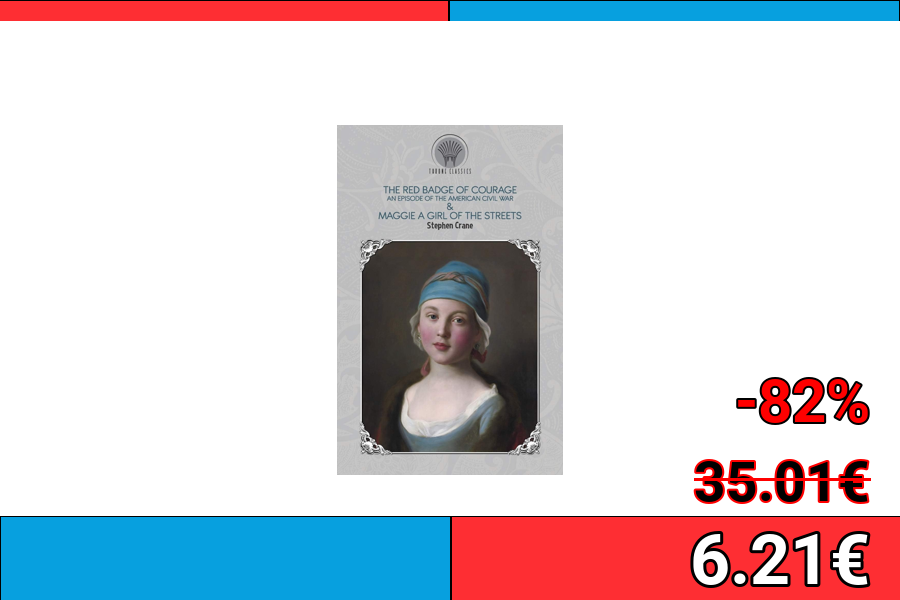 THRONE CLASSICS
THE RED BADGE OF COURAGE
AN EPISODE OF THE AMERICAN CIVIL WAR
&
MAGGIE A GIRL OF THE STREETS
Stephen Crane
-82%
35.01€
6.21€